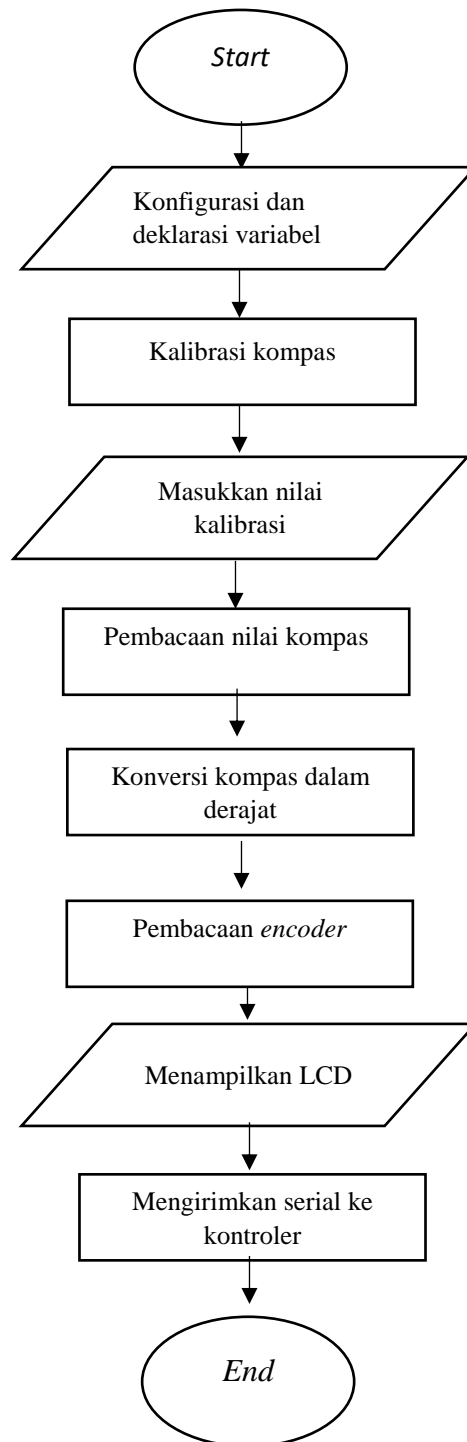 Start
Konfigurasi dan
deklarasi variabel
Kalibrasi kompas
Masukkan nilai
kalibrasi
Pembacaan nilai kompas
Konversi kompas dalam
derajat
Pembacaan encoder
Menampilkan LCD
Mengirimkan serial ke
kontroler
End